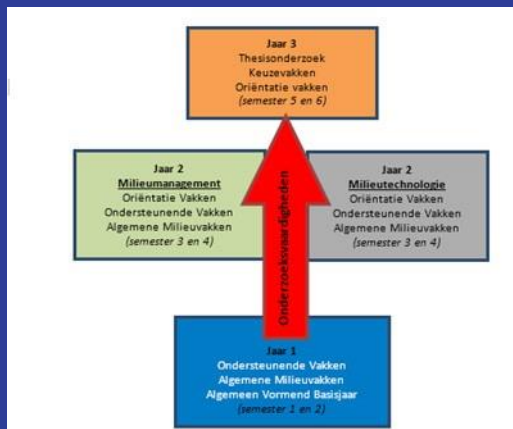 Jaar 3
Thesisonderzoek
Keuzevakken
Oriëntatie vakken
(semester 5 en 6)
Jaar 2
Milieumanagement
Oriëntatie Vakken
Ondersteunende Vakken
Algemene Milieuvakken
(semester 3 en 4)
Jaar 2
Milieutechnologie
Oriëntatie Vakken
Ondersteunende Vakken
Algemene Milieuvakken
(semester 3 en 4)
Onderzoeksvaardigheden
Jaar 1
Ondersteunende Vakken
Algemene Milieuvakken
Algemeen Vormend Basisjaar
(semester 1 en 2)